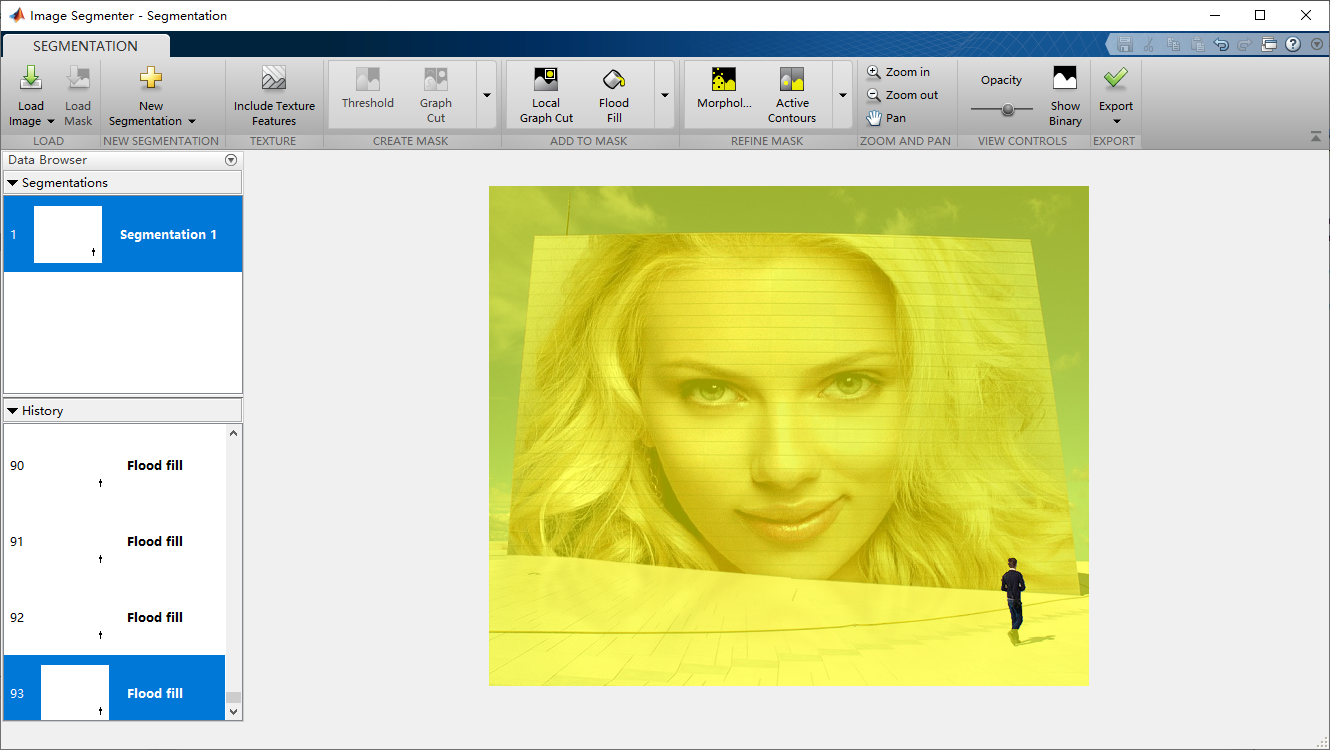 Image Segmenter - Segmentation
SEGMENTATION
Load
Image
Load
Mask
New
Segmentation
Include Texture
Features
Threshold
Graph
Cut
Local
Graph Cut
Flood
Fill
Morphol...
Active
Contours
Zoom in
Zoom out
Pan
Opacity
Show
Binary
Export
LOAD
NEW SEGMENTATION
TEXTURE
CREATE MASK
ADD TO MASK
REFINE MASK
ZOOM AND PAN
VIEW CONTROLS
EXPORT
Data Browser
Segmentations
1 Segmentation 1
History
90 Flood fill
91 Flood fill
92 Flood fill
93 Flood fill